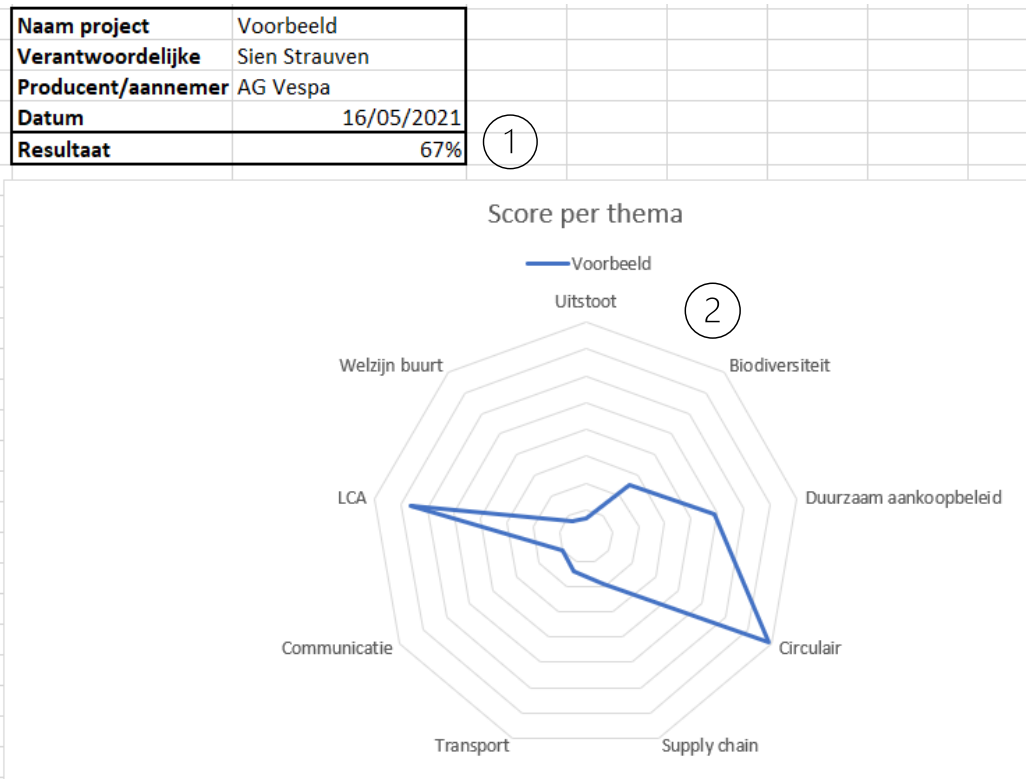 Naam project Voorbeeld
Verantwoordelijke Sien Strauven
Producent/aannemer AG Vespa
Datum 16/05/2021
Resultaat 67%
1
Score per thema
Voorbeeld
Uitstoot
2
Welzijn buurt
Biodiversiteit
LCA
Duurzaam aankoopbeleid
Communicatie
Circulair
Transport
Supply chain